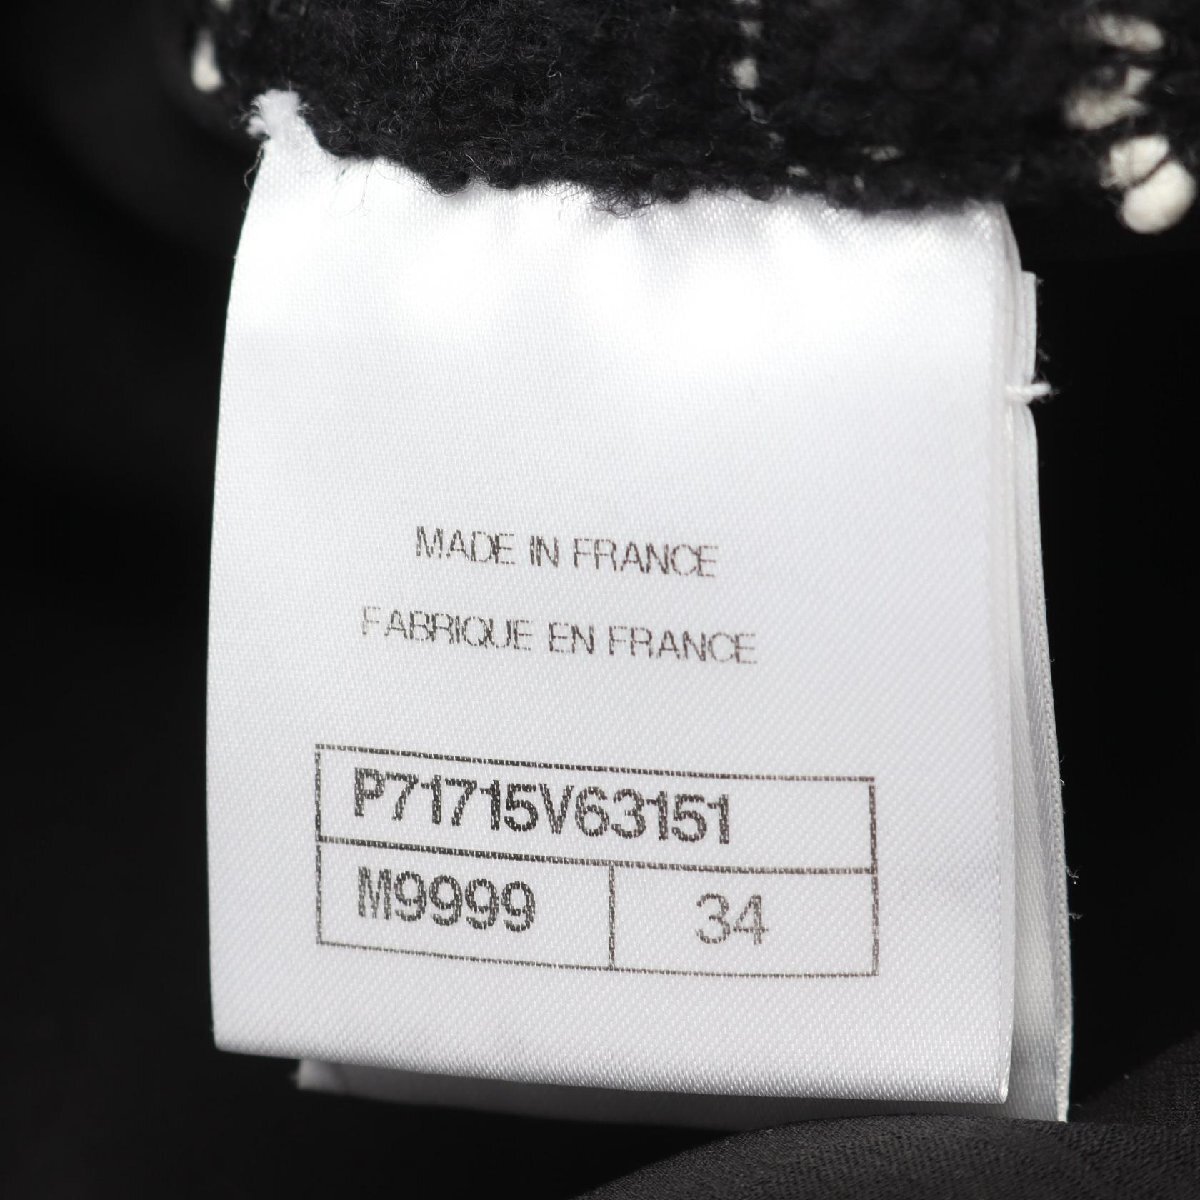 MADE IN FRANCE
FABRIQUE EN FRANCE
P71715V63151
M9999 34